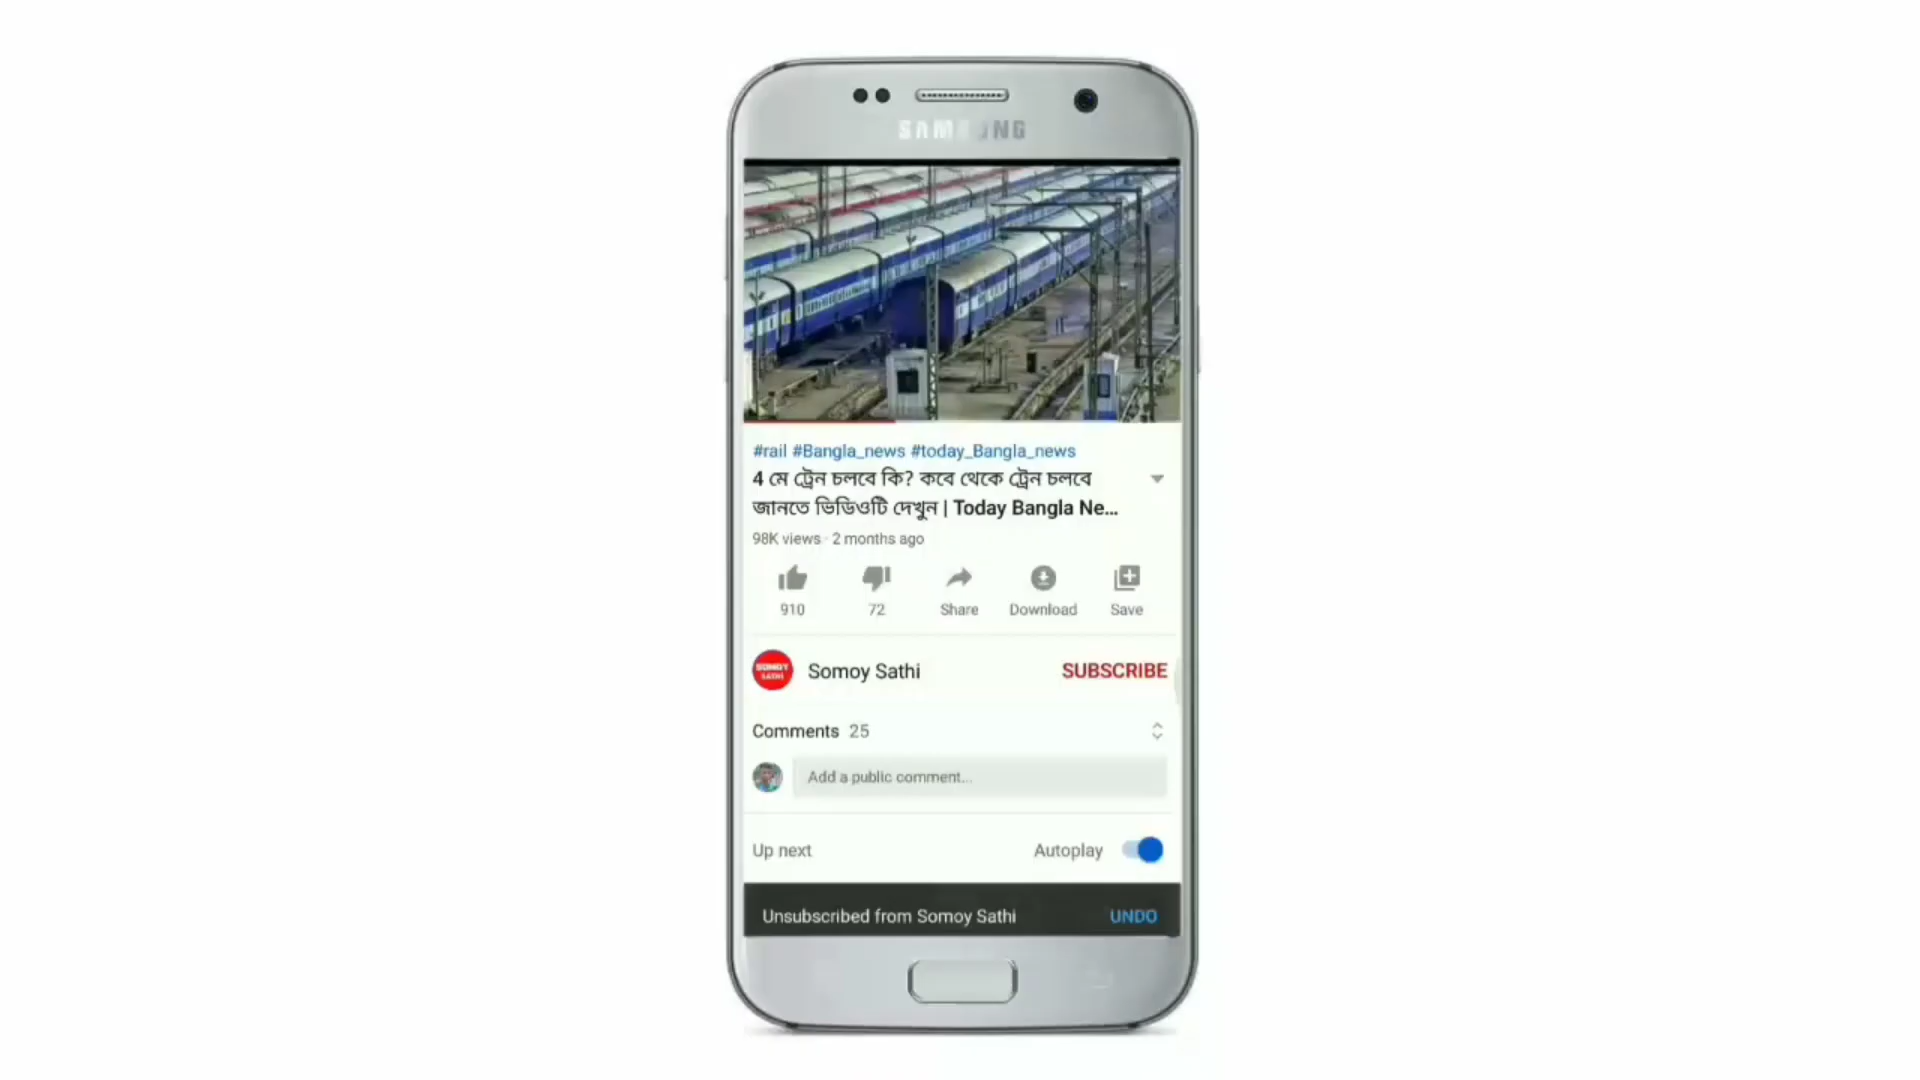 SAMSUNG
#rail #Bangla_news #today_Bangla_news
4 মে ট্রেন চলবে কি? কবে থেকে ট্রেন চলবে
জানতে ভিডিওটি দেখুন | Today Bangla Ne...
98K views · 2 months ago
910
72
Share
Download
Save
SOMOY
SATHI
Somoy Sathi
SUBSCRIBE
Comments 25
Add a public comment...
Up next
Autoplay
Unsubscribed from Somoy Sathi
UNDO